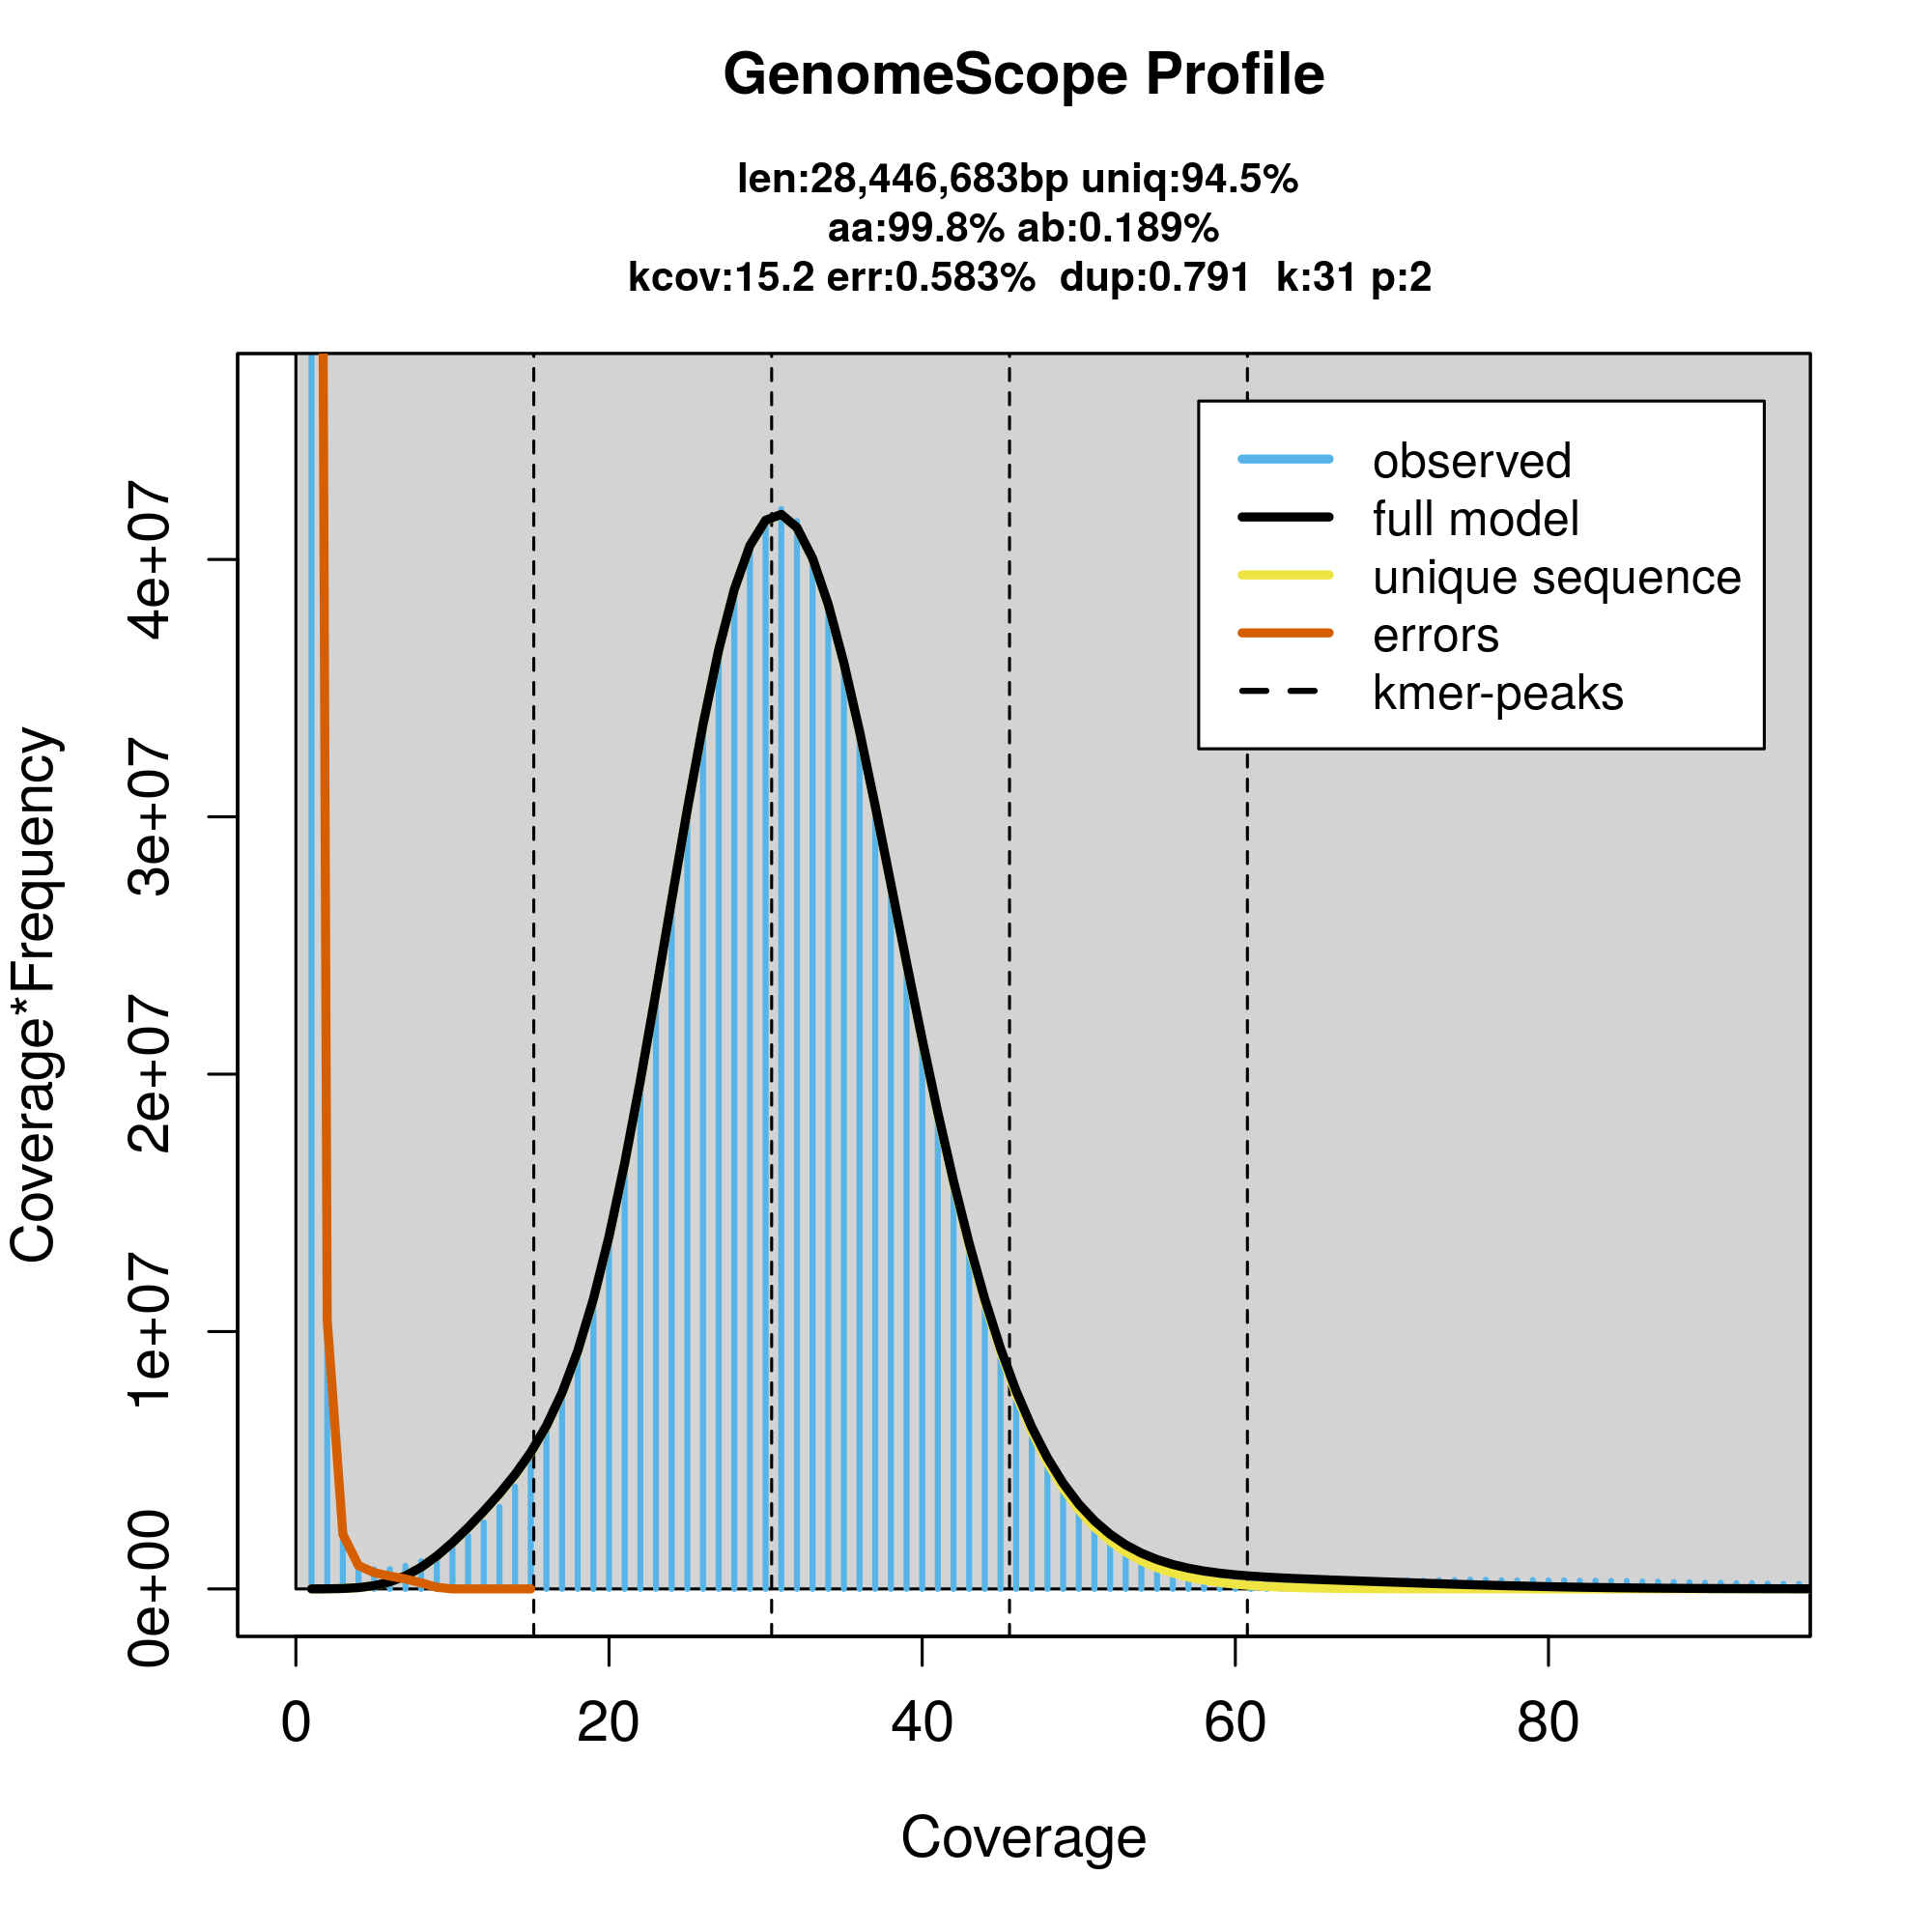 GenomeScope Profile
len:28,446,683bp uniq:94.5%
aa:99.8% ab:0.189%
kcov:15.2 err:0.583%  dup:0.791  k:31 p:2
observed
full model
unique sequence
errors
kmer-peaks
Coverage*Frequency
4e+07
3e+07
2e+07
1e+07
0e+00
0 20 40 60 80
Coverage